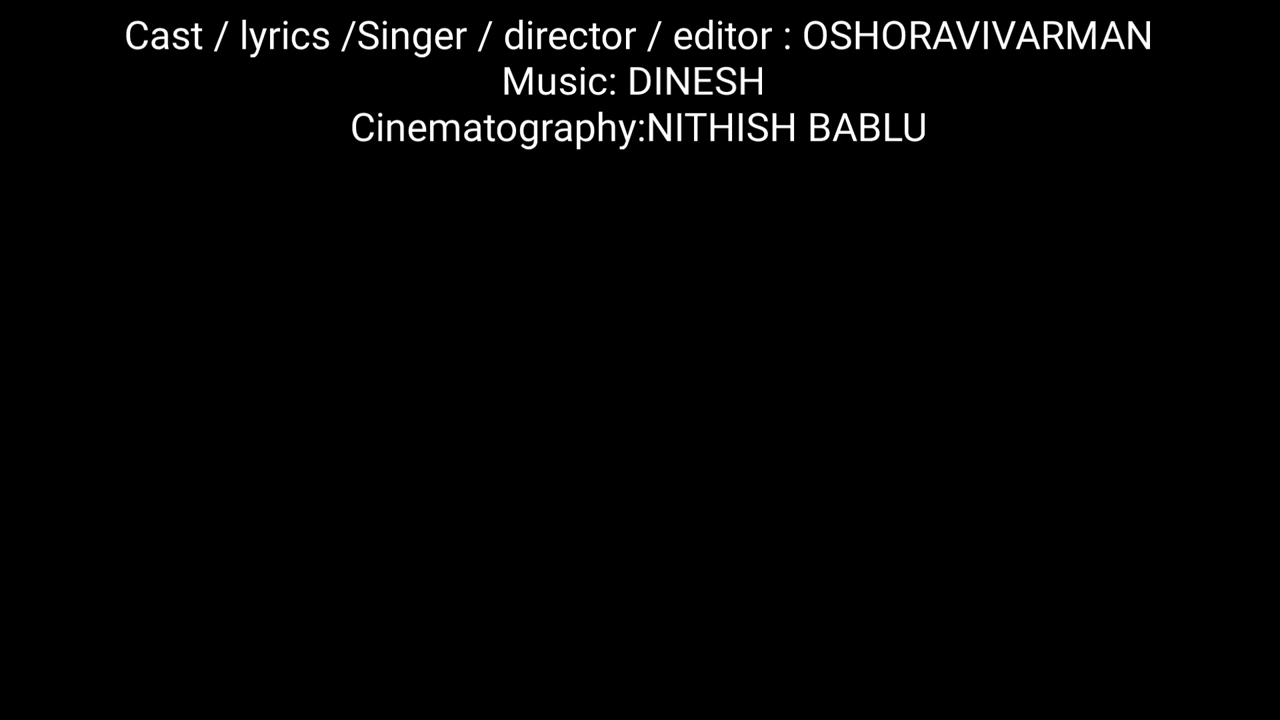 Cast / lyrics /Singer / director / editor : OSHORAVIVARMAN
Music: DINESH
Cinematography:NITHISH BABLU